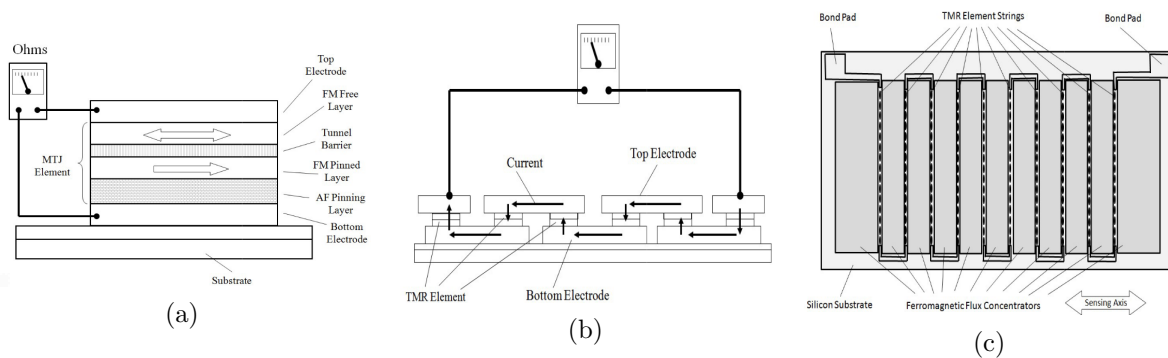 Ohms
Top
Electrode
FM Free
Layer
Tunnel
Barrier
MTJ
Element
FM Pinned
Layer
AF Pinning
Layer
Bottom
Electrode
Substrate
(a)
Current
Top Electrode
TMR Element
Bottom Electrode
(b)
Bond Pad
TMR Element Strings
Bond Pad
Silicon Substrate
Ferromagnetic Flux Concentrators
Sensing Axis
(c)